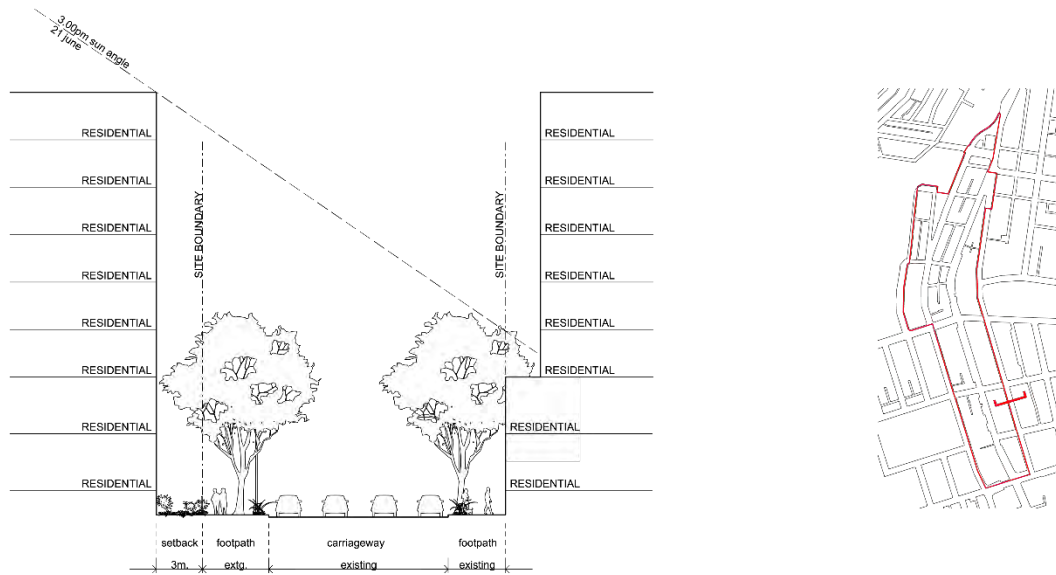 3.00pm sun angle
21 june
RESIDENTIAL
RESIDENTIAL
RESIDENTIAL
RESIDENTIAL
RESIDENTIAL
RESIDENTIAL
RESIDENTIAL
RESIDENTIAL
SITE BOUNDARY
SITE BOUNDARY
RESIDENTIAL
RESIDENTIAL
RESIDENTIAL
RESIDENTIAL
RESIDENTIAL
RESIDENTIAL
RESIDENTIAL
RESIDENTIAL
setback footpath carriageway footpath
3m. extg. existing existing